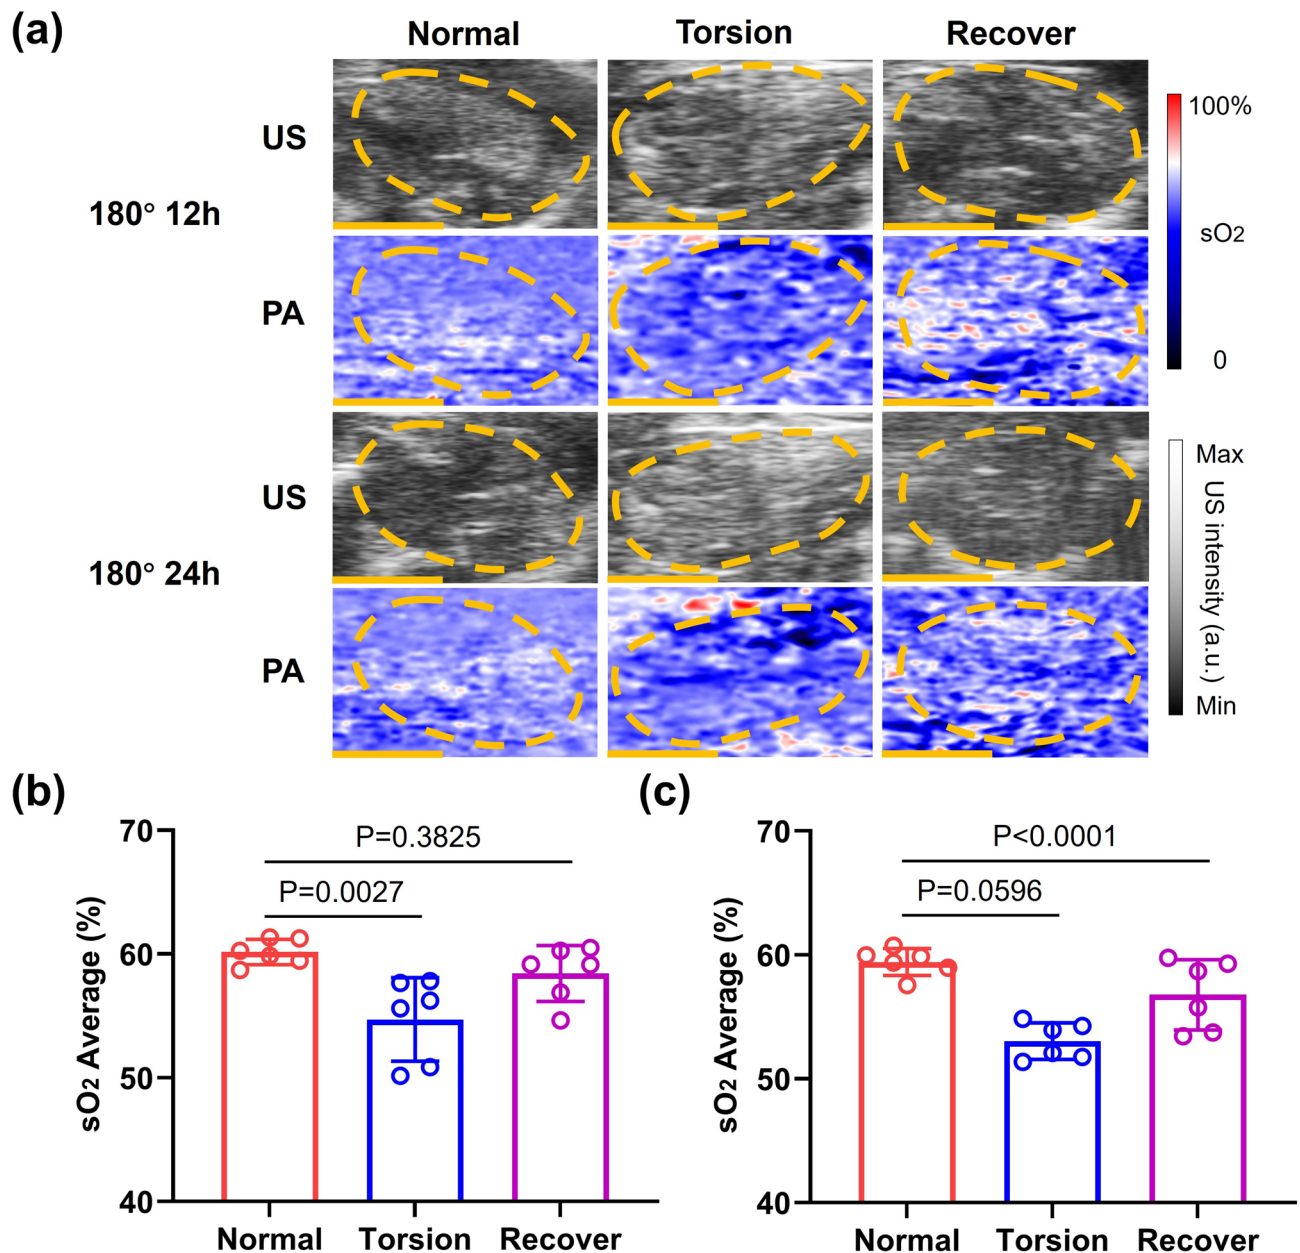 (a)
Normal Torsion Recover
US
100%
180° 12h
sO2
PA
0
US
Max
US intensity (a.u.)
180° 24h
PA
Min
(b)
70
P=0.3825
P=0.0027
60
50
40
sO2 Average (%)
Normal Torsion Recover
(c)
70
P<0.0001
P=0.0596
60
50
40
sO2 Average (%)
Normal Torsion Recover